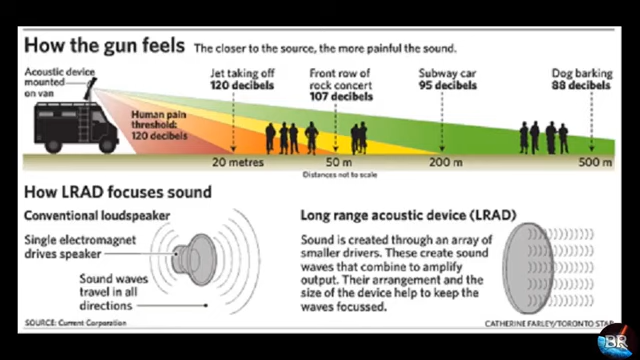 How the gun feels The closer to the source, the more painful the sound.
Acoustic device
mounted
on van
Jet taking off
120 decibels
Front row of
rock concert
107 decibels
Subway car
95 decibels
Dog barking
88 decibels
Human pain
threshold:
120 decibels
20 metres
50 m
200 m
500 m
Distances not to scale
How LRAD focuses sound
Conventional loudspeaker
Single electromagnet
drives speaker
Sound waves
travel in all
directions
Long range acoustic device (LRAD)
Sound is created through an array of
smaller drivers. These create sound
waves that combine to amplify
output. Their arrangement and the
size of the device help to keep the
waves focussed.
SOURCE: Current Corporation
CATHERINE FARLEY/TORONTO STAR
BR